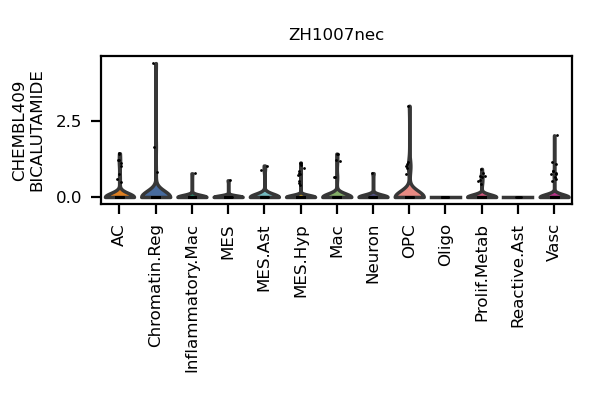 ZH1007nec
CHEMBL409
BICALUTAMIDE
2.5
0.0
AC
Chromatin.Reg
Inflammatory.Mac
MES
MES.Ast
MES.Hyp
Mac
Neuron
OPC
Oligo
Prolif.Metab
Reactive.Ast
Vasc